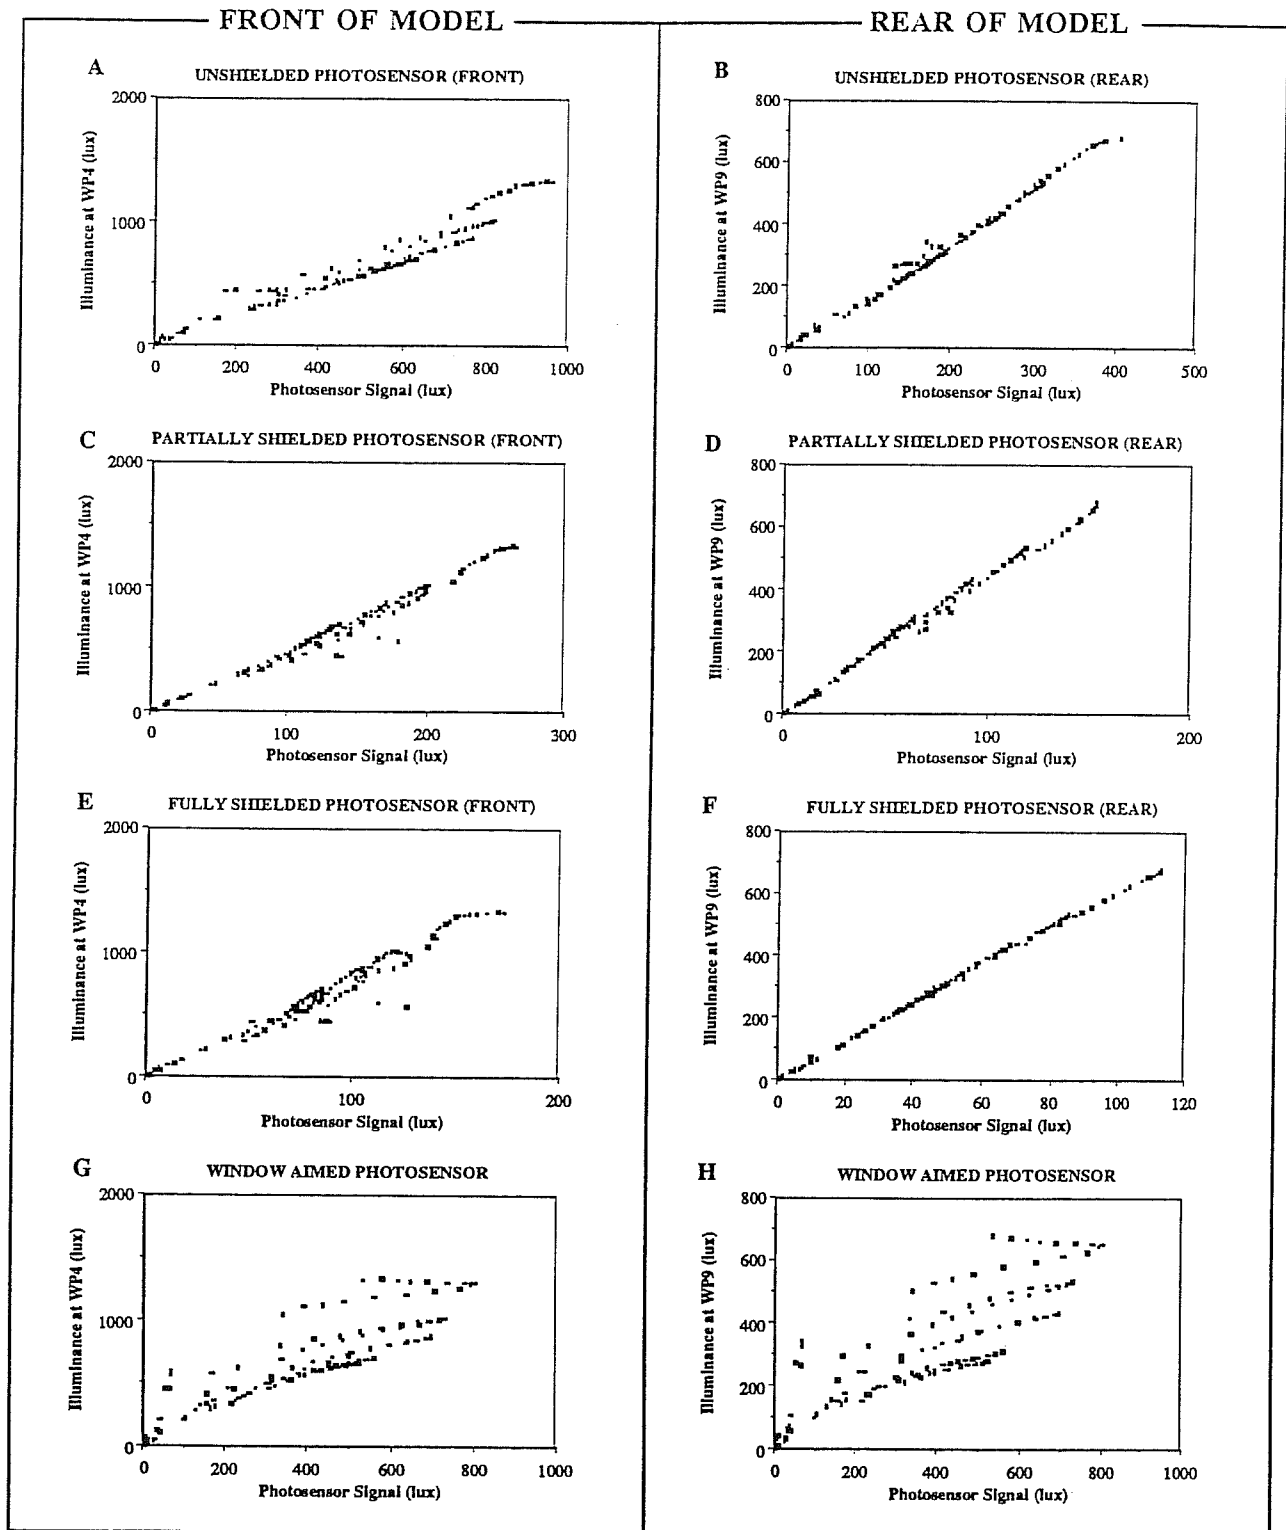 FRONT OF MODEL
REAR OF MODEL
A
UNSHIELDED PHOTOSENSOR (FRONT)
2000
1000
0
Illuminance at WP4 (lux)
0 200 400 600 800 1000
Photosensor Signal (lux)
B
UNSHIELDED PHOTOSENSOR (REAR)
800
600
400
200
0
Illuminance at WP9 (lux)
0 100 200 300 400 500
Photosensor Signal (lux)
C
PARTIALLY SHIELDED PHOTOSENSOR (FRONT)
2000
1000
0
Illuminance at WP4 (lux)
0 100 200 300
Photosensor Signal (lux)
D
PARTIALLY SHIELDED PHOTOSENSOR (REAR)
800
600
400
200
0
Illuminance at WP9 (lux)
0 100 200
Photosensor Signal (lux)
E
FULLY SHIELDED PHOTOSENSOR (FRONT)
2000
1000
0
Illuminance at WP4 (lux)
0 100 200
Photosensor Signal (lux)
F
FULLY SHIELDED PHOTOSENSOR (REAR)
800
600
400
200
0
Illuminance at WP9 (lux)
0 20 40 60 80 100 120
Photosensor Signal (lux)
G
WINDOW AIMED PHOTOSENSOR
2000
1000
0
Illuminance at WP4 (lux)
0 200 400 600 800 1000
Photosensor Signal (lux)
H
WINDOW AIMED PHOTOSENSOR
800
600
400
200
0
Illuminance at WP9 (lux)
0 200 400 600 800 1000
Photosensor Signal (lux)